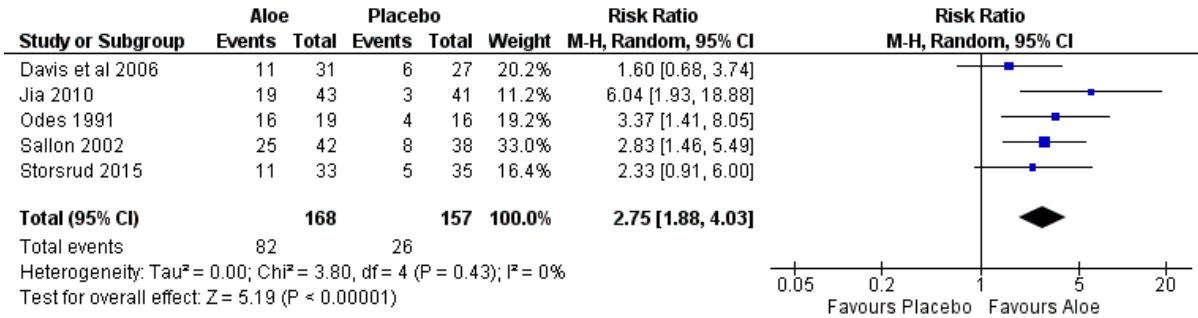 Aloe Placebo Risk Ratio Risk Ratio
Study or Subgroup Events Total Events Total Weight M-H, Random, 95% CI M-H, Random, 95% CI
Davis et al 2006 11 31 6 27 20.2% 1.60 [0.68, 3.74]
Jia 2010 19 43 3 41 11.2% 6.04 [1.93, 18.88]
Odes 1991 16 19 4 16 19.2% 3.37 [1.41, 8.05]
Sallon 2002 25 42 8 38 33.0% 2.83 [1.46, 5.49]
Storsrud 2015 11 33 5 35 16.4% 2.33 [0.91, 6.00]
Total (95% CI) 168 157 100.0% 2.75 [1.88, 4.03]
Total events 82 26
Heterogeneity: Tau² = 0.00; Chi² = 3.80, df = 4 (P = 0.43); I² = 0%
Test for overall effect: Z = 5.19 (P < 0.00001)
0.05 0.2 1 5 20
Favours Placebo Favours Aloe